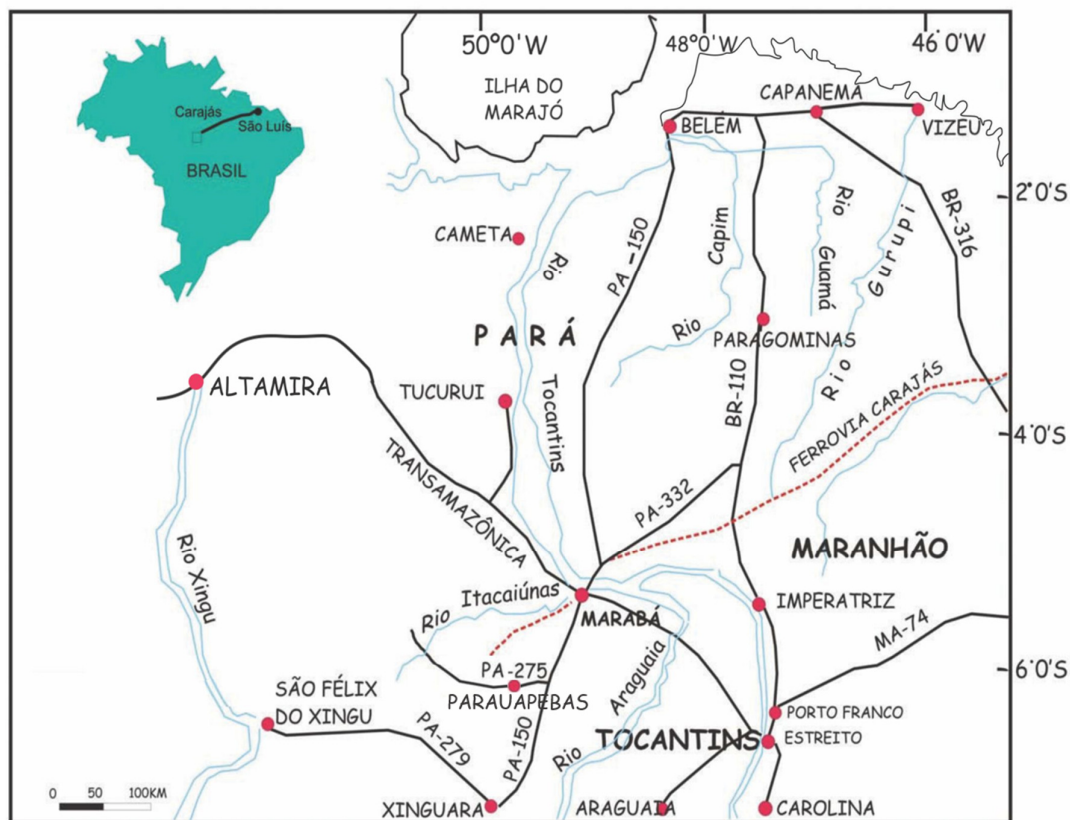 50°0'W
48°0'W
46°0'W
ILHA DO
MARAJÓ
CAPANEMA
BELÉM
VIZEU
Carajás
São Luís
BRASIL
2°0'S
BR-316
Rio
Guamá
Rio Gurupi
Capim
Rio
PA-150
CAMETA
Rio
Tocantins
PARÁ
PARAGOMINAS
ALTAMIRA
TUCURUI
BR-110
FERROVIA CARAJÁS
4°0'S
TRANSAMAZÔNICA
PA-332
MARANHÃO
Rio Xingu
Rio Itacaiúnas
MARABÁ
IMPERATRIZ
MA-74
PA-275
6°0'S
PARAUAPEBAS
SÃO FÉLIX
DO XINGU
Rio Araguaia
PORTO FRANCO
PA-279
PA-150
TOCANTINS
ESTREITO
0 50 100KM
XINGUARA
ARAGUAIA
CAROLINA